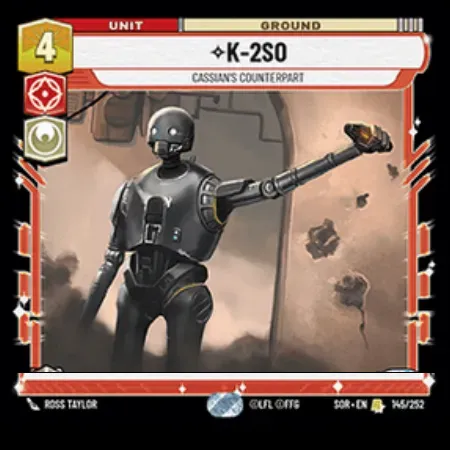 UNIT GROUND
4
✧K-2SO
CASSIAN'S COUNTERPART
ROSS TAYLOR ©LFL ©FFG SOR • EN 145/252